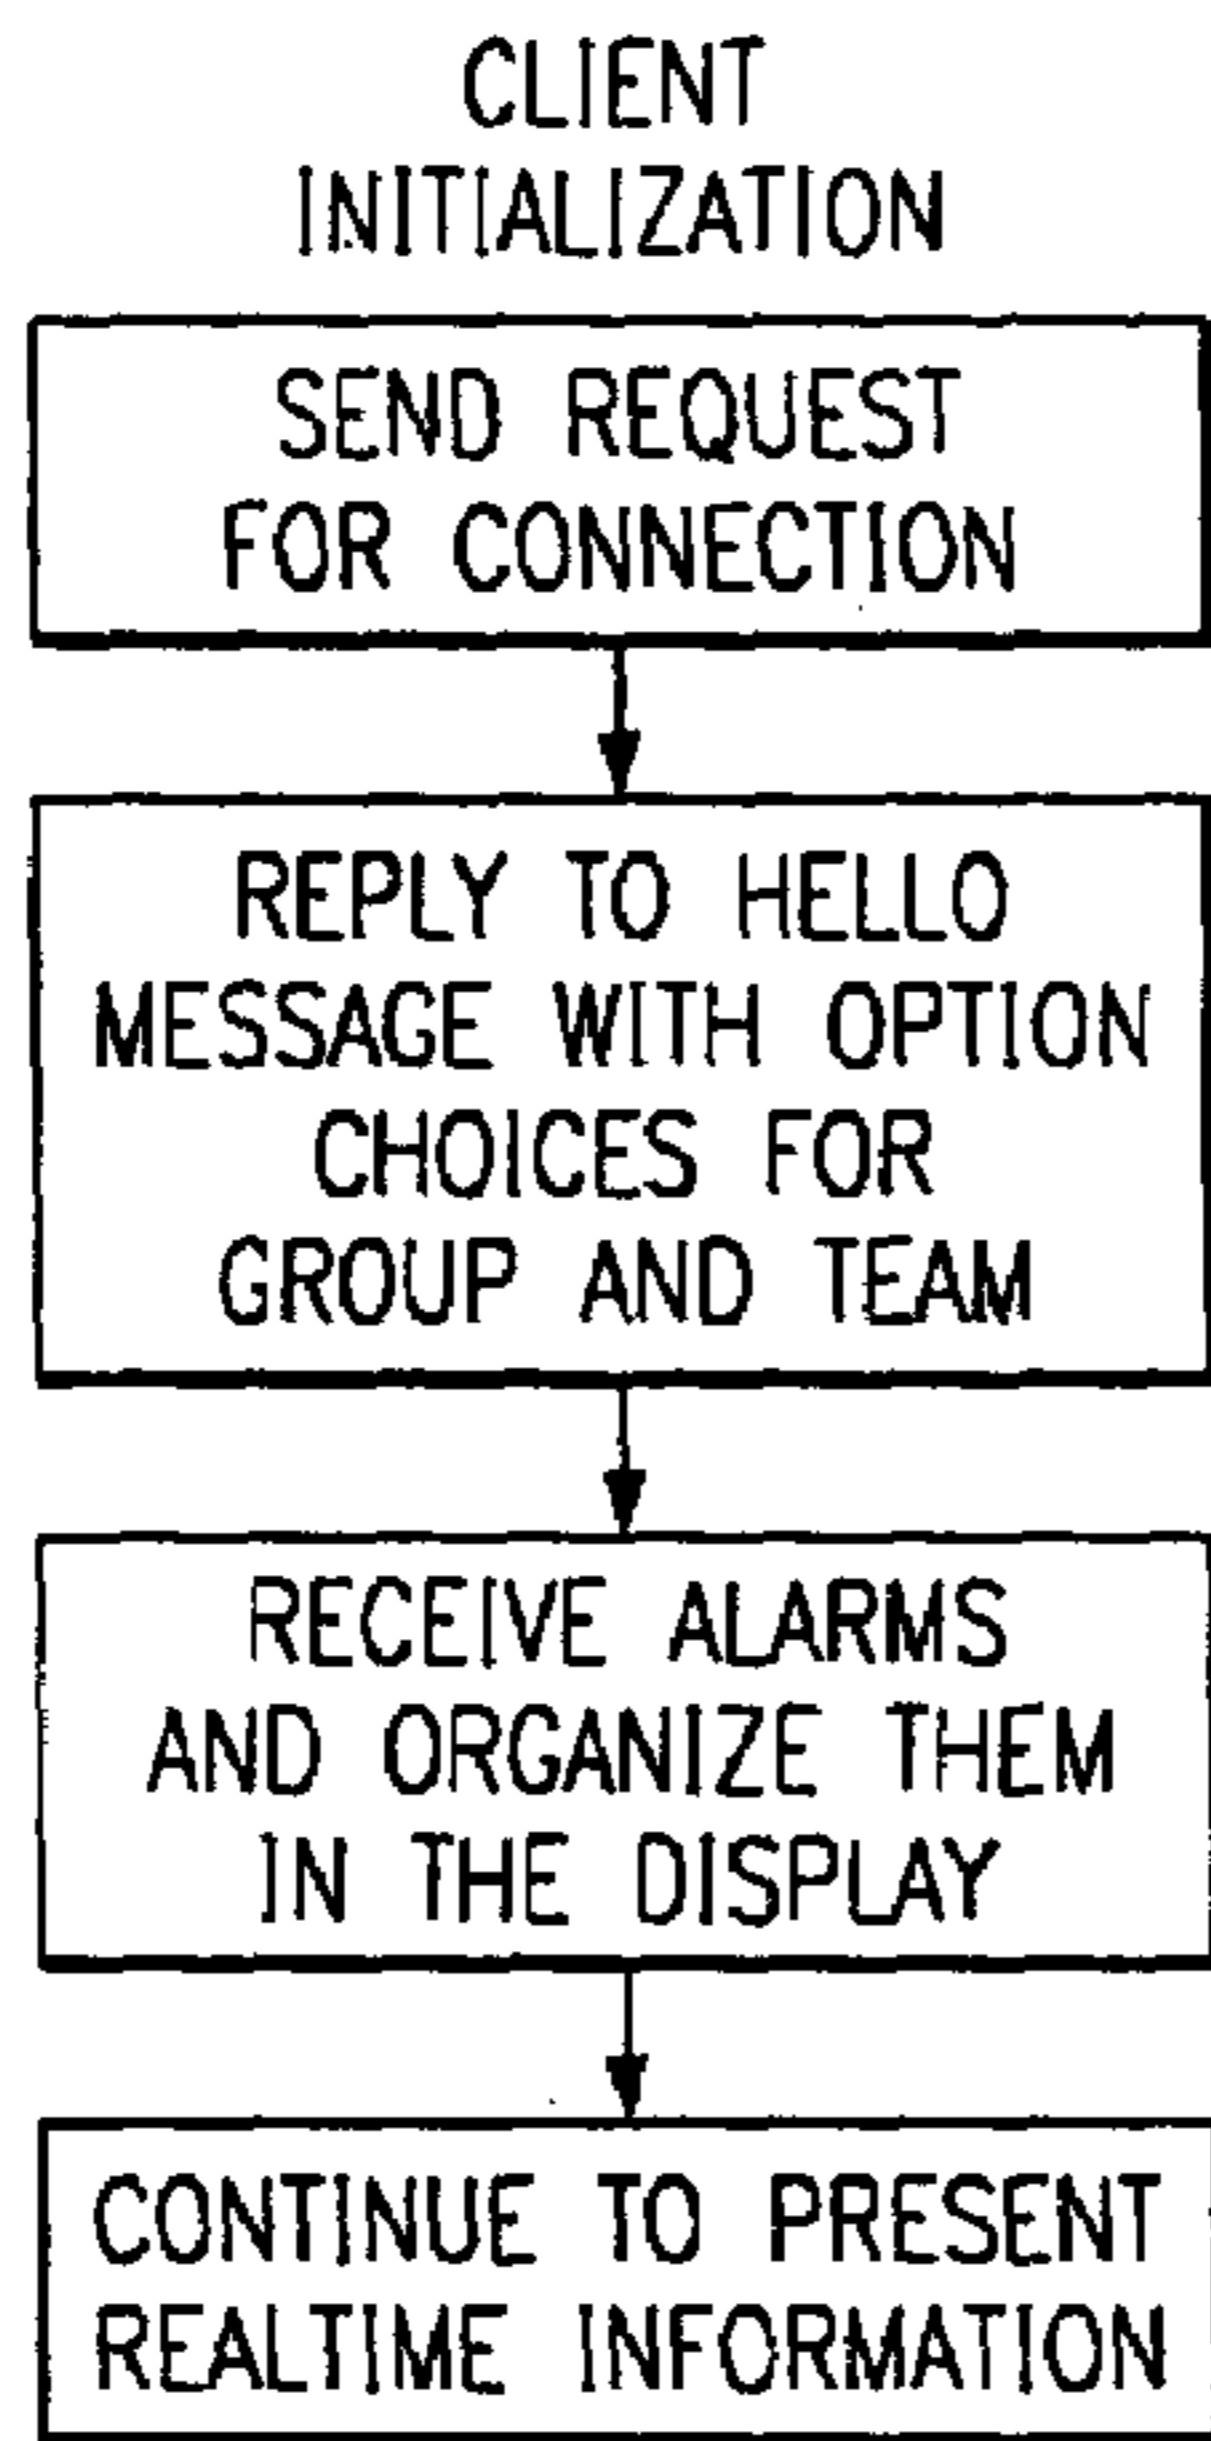 CLIENT
INITIALIZATION
SEND REQUEST
FOR CONNECTION
REPLY TO HELLO
MESSAGE WITH OPTION
CHOICES FOR
GROUP AND TEAM
RECEIVE ALARMS
AND ORGANIZE THEM
IN THE DISPLAY
CONTINUE TO PRESENT
REALTIME INFORMATION